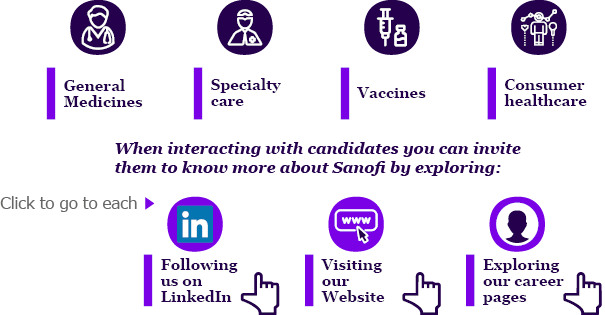 General
Medicines
Specialty
care
Vaccines
Consumer
healthcare
When interacting with candidates you can invite
them to know more about Sanofi by exploring:
Click to go to each
in
www
Following
us on
LinkedIn
Visiting
our
Website
Exploring
our career
pages